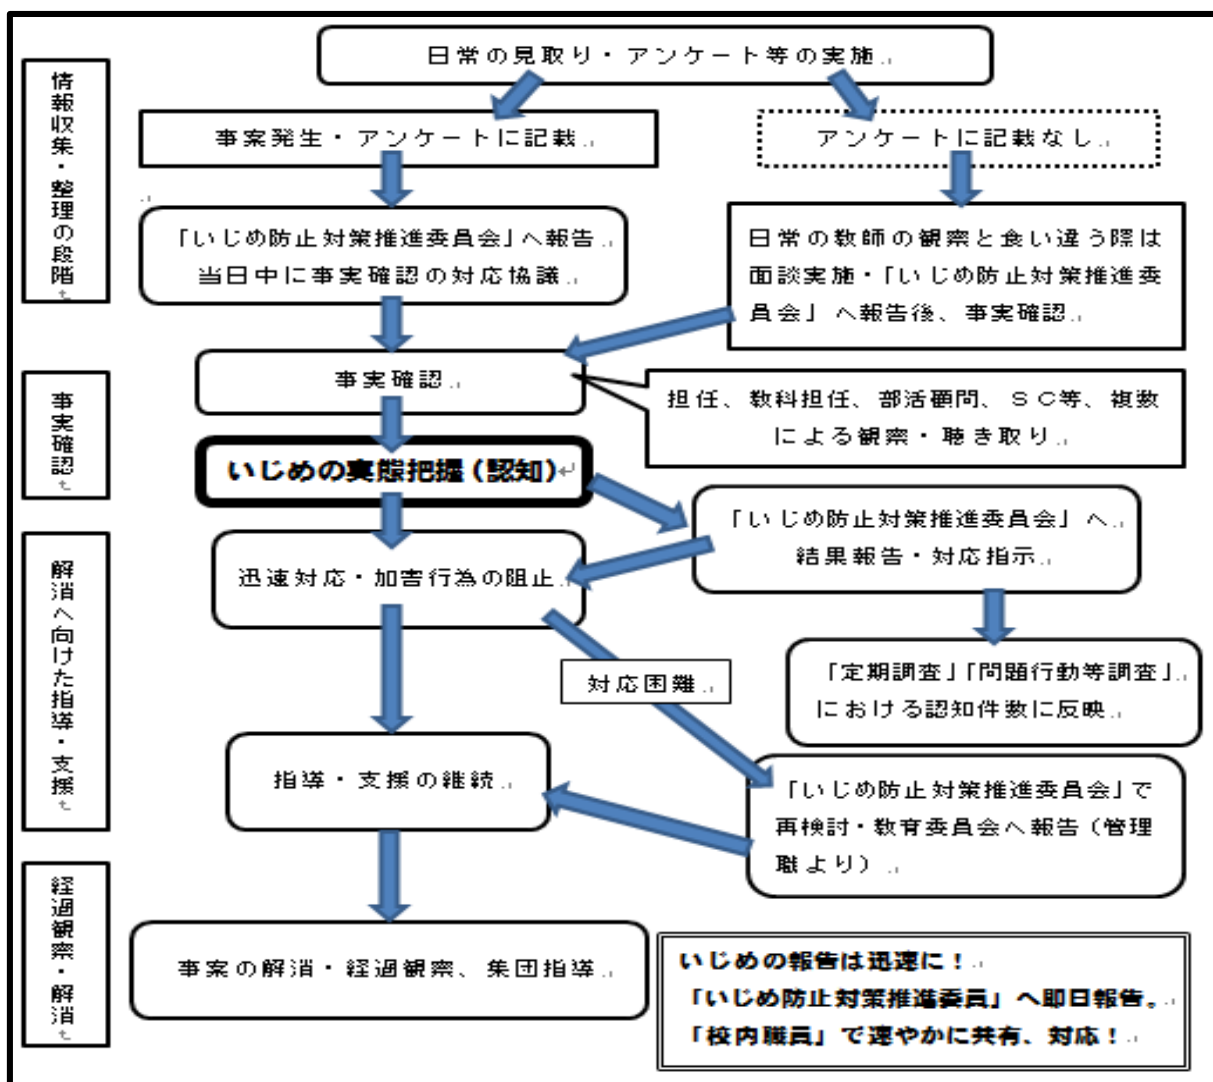 日常の見取り・アンケート等の実施
情報収集・整理の段階
事案発生・アンケートに記載
アンケートに記載なし
「いじめ防止対策推進委員会」へ報告
当日中に事実確認の対応協議
日常の教師の観察と食い違う際は
面談実施・「いじめ防止対策推進委
員会」へ報告後、事実確認
事実確認
事実確認
担任、教科担任、部活顧問、ＳＣ等、複数
による観察・聴き取り
いじめの実態把握（認知）
「いじめ防止対策推進委員会」へ
結果報告・対応指示
解消へ向けた指導・支援
迅速対応・加害行為の阻止
対応困難
「定期調査」「問題行動等調査」
における認知件数に反映
指導・支援の継続
「いじめ防止対策推進委員会」で
再検討・教育委員会へ報告（管理
職より）
経過観察・解消
事案の解消・経過観察、集団指導
いじめの報告は迅速に！
「いじめ防止対策推進委員」へ即日報告。
「校内職員」で速やかに共有、対応！